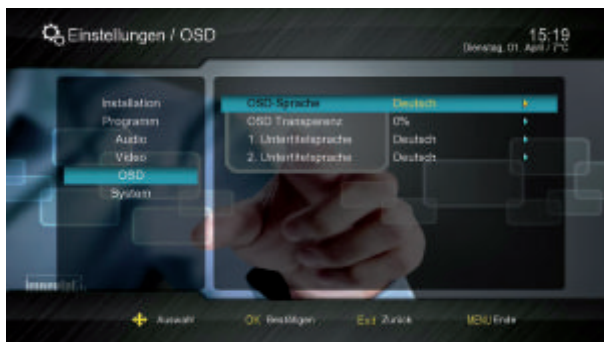 Einstellungen / OSD
15:19
Dienstag, 01. April / 7°C
Installation
Programm
Audio
Video
OSD
System
OSD-Sprache Deutsch
OSD Transparenz 0%
1. Untertitelsprache Deutsch
2. Untertitelsprache Deutsch
Auswahl OK Bestätigen Exit Zurück MENU Ende